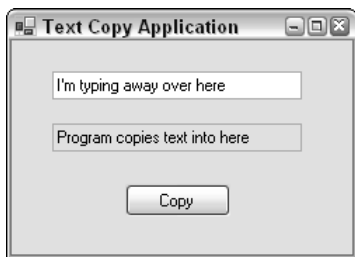 Text Copy Application
I'm typing away over here
Program copies text into here
Copy